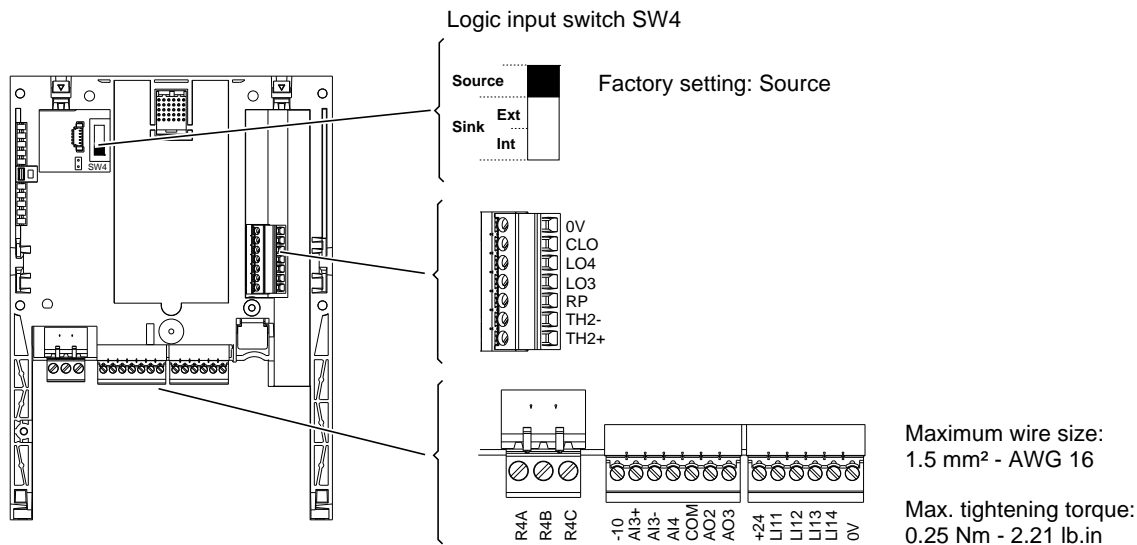 Logic input switch SW4
Source
Factory setting: Source
Sink
Ext
Int
SW4
0V
CLO
LO4
LO3
RP
TH2-
TH2+
R4A
R4B
R4C
-10
AI3+
AI3-
AI4
COM
AO2
AO3
+24
LI11
LI12
LI13
LI14
0V
Maximum wire size:
1.5 mm² - AWG 16
Max. tightening torque:
0.25 Nm - 2.21 lb.in